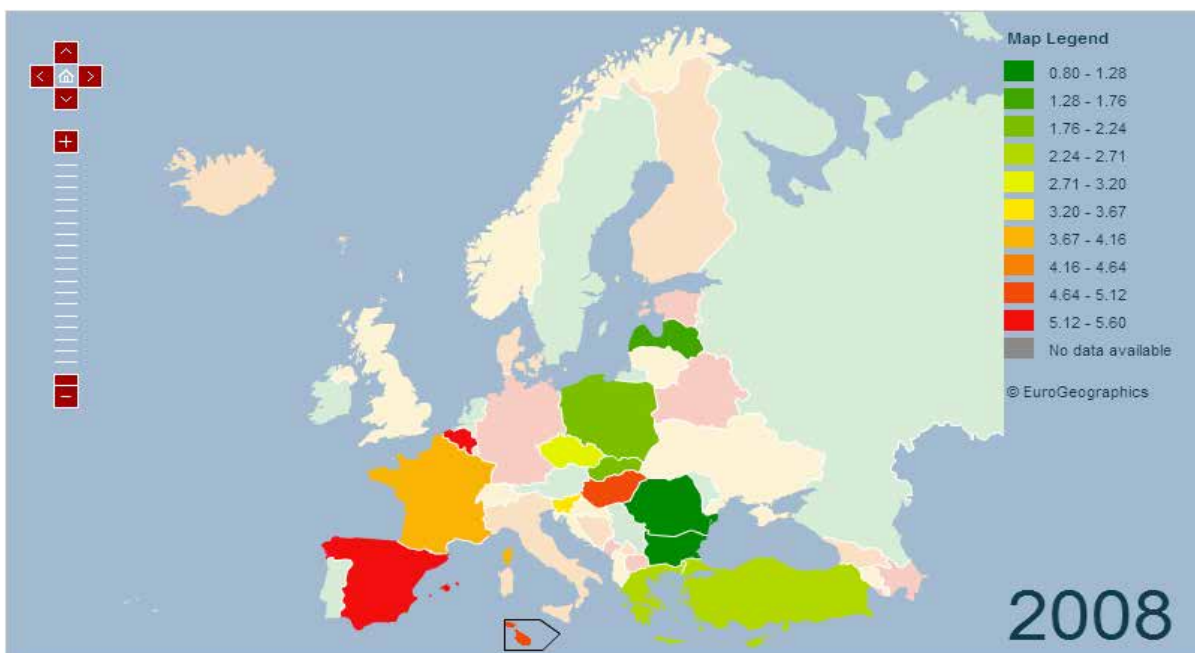 Map Legend
0.80 - 1.28
1.28 - 1.76
1.76 - 2.24
2.24 - 2.71
2.71 - 3.20
3.20 - 3.67
3.67 - 4.16
4.16 - 4.64
4.64 - 5.12
5.12 - 5.60
No data available
© EuroGeographics
2008